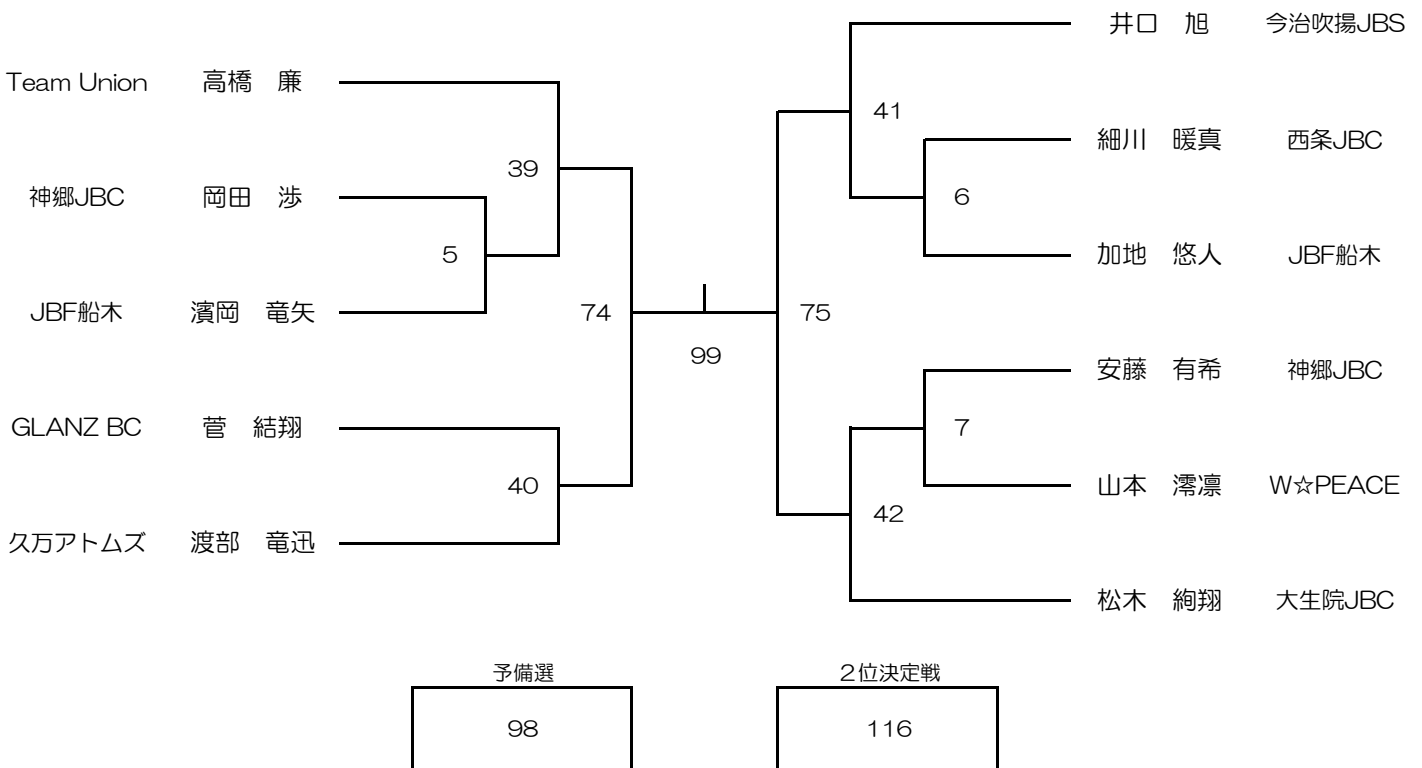 井口　旭　今治吹揚JBS
Team Union　高橋　廉
41
細川　暖真　西条JBC
39
神郷JBC　岡田　渉
6
5
加地　悠人　JBF船木
JBF船木　濱岡　竜矢
74
75
99
安藤　有希　神郷JBC
GLANZ BC　菅　結翔
7
40
山本　澪凛　W☆PEACE
42
久万アトムズ　渡部　竜迅
松木　絢翔　大生院JBC
予備選
２位決定戦
98
116